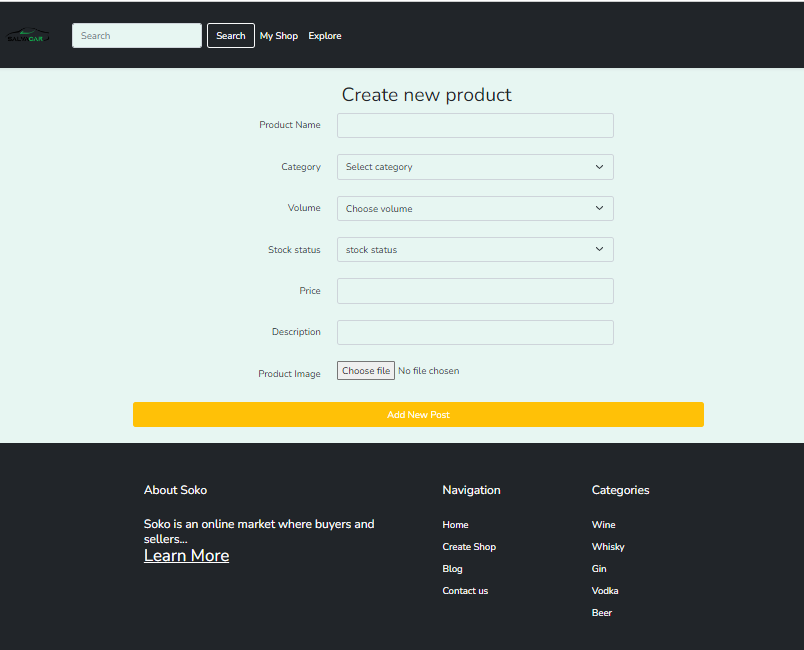 Search
Search
My Shop
Explore
Create new product
Product Name
Category
Select category
Volume
Choose volume
Stock status
stock status
Price
Description
Product Image
Choose file No file chosen
Add New Post
About Soko
Soko is an online market where buyers and
sellers...
Learn More
Navigation
Home
Create Shop
Blog
Contact us
Categories
Wine
Whisky
Gin
Vodka
Beer